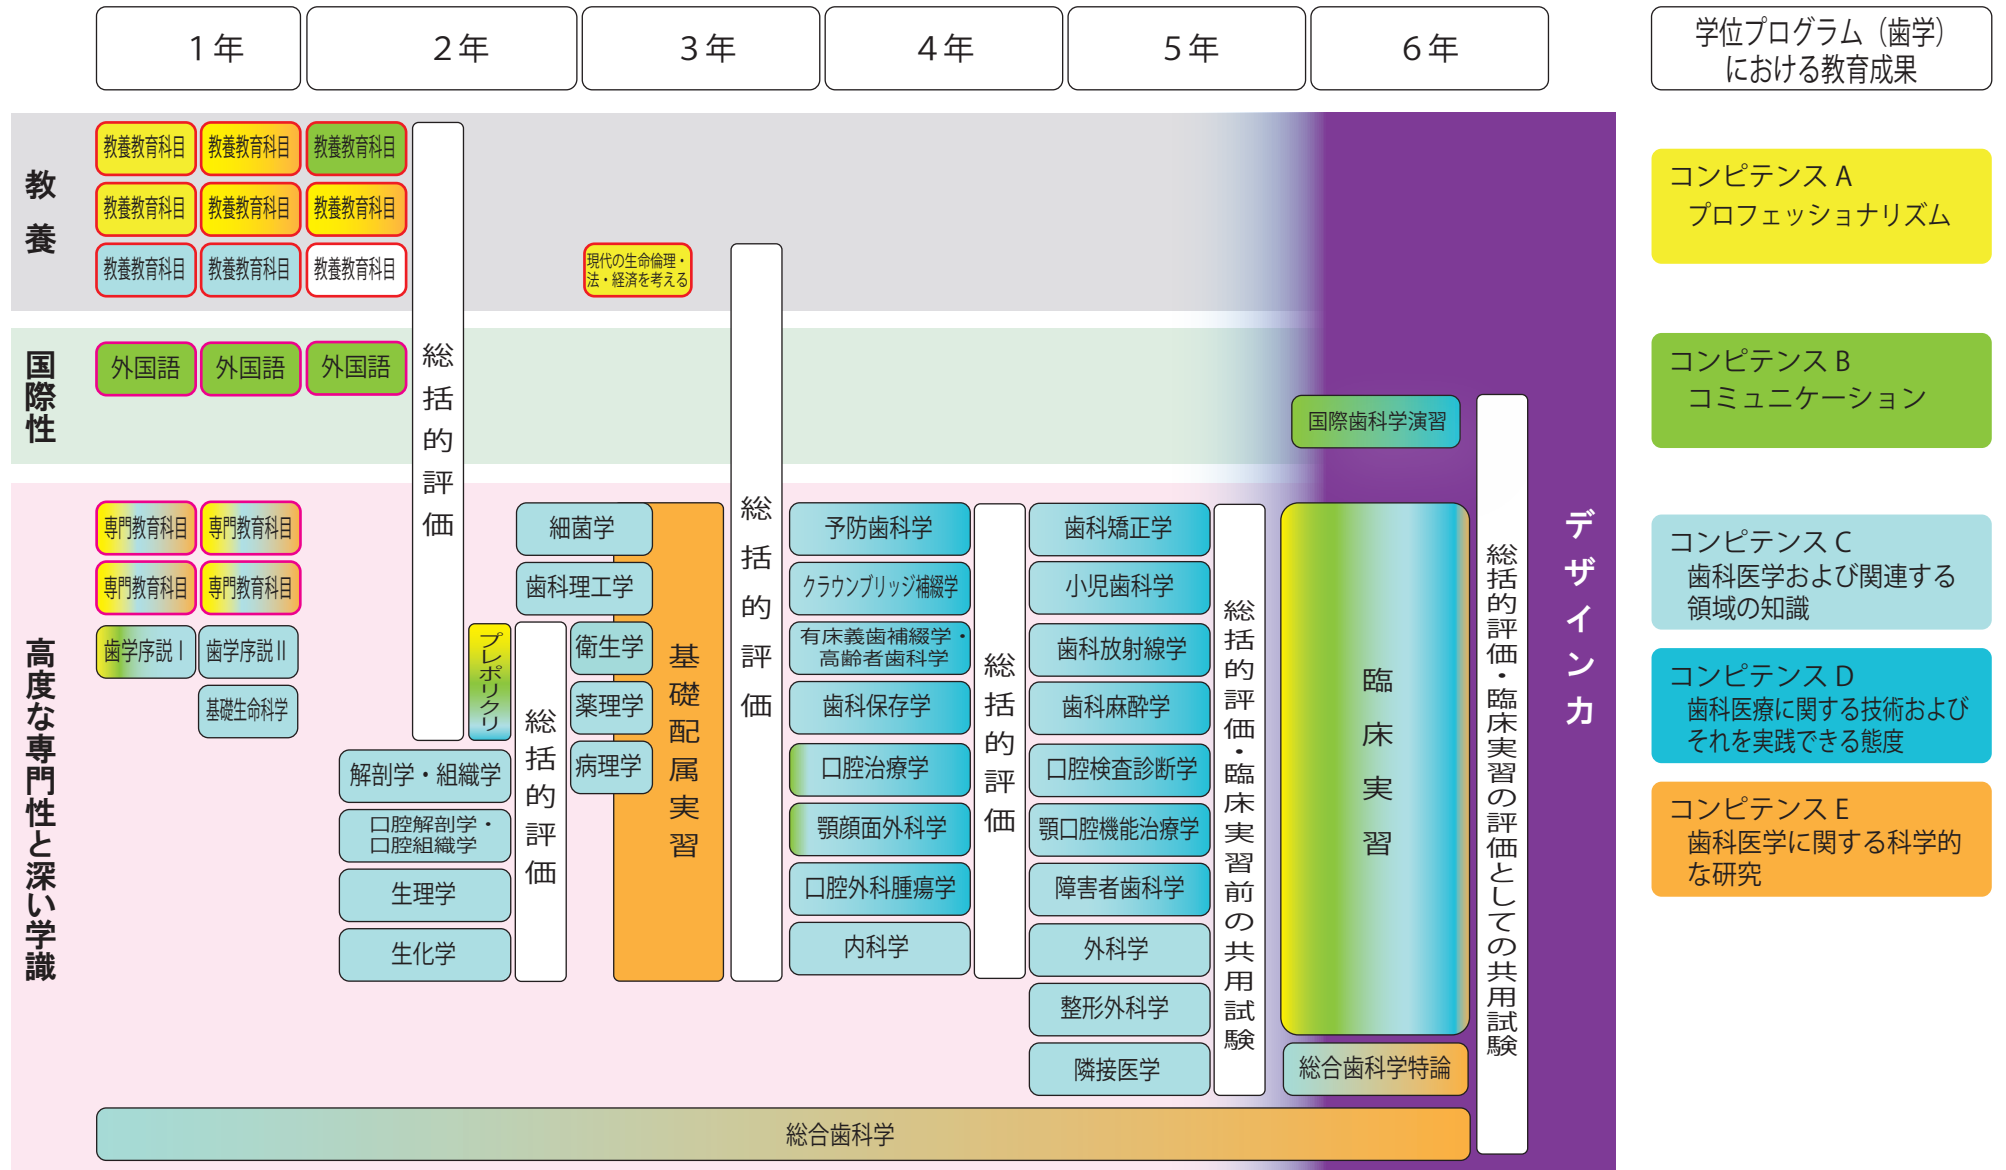 1年
2年
3年
4年
5年
6年
学位プログラム（歯学）
における教育成果
教養
教養教育科目
教養教育科目
教養教育科目
教養教育科目
教養教育科目
教養教育科目
教養教育科目
教養教育科目
教養教育科目
現代の生命倫理・
法・経済を考える
国際性
外国語
外国語
外国語
国際歯科学演習
高度な専門性と深い学識
専門教育科目
専門教育科目
専門教育科目
専門教育科目
歯学序説Ⅰ
歯学序説Ⅱ
基礎生命科学
総括的評価
プレポリクリ
解剖学・組織学
口腔解剖学・
口腔組織学
生理学
生化学
総括的評価
細菌学
歯科理工学
衛生学
薬理学
病理学
基礎配属実習
総括的評価
予防歯科学
クラウンブリッジ補綴学
有床義歯補綴学・
高齢者歯科学
歯科保存学
口腔治療学
顎顔面外科学
口腔外科腫瘍学
内科学
総括的評価
歯科矯正学
小児歯科学
歯科放射線学
歯科麻酔学
口腔検査診断学
顎口腔機能治療学
障害者歯科学
外科学
整形外科学
隣接医学
総括的評価・臨床実習前の共用試験
臨床実習
総合歯科学特論
総括的評価・臨床実習の評価としての共用試験
総合歯科学
デザイン力
コンピテンス A
プロフェッショナリズム
コンピテンス B
コミュニケーション
コンピテンス C
歯科医学および関連する
領域の知識
コンピテンス D
歯科医療に関する技術および
それを実践できる態度
コンピテンス E
歯科医学に関する科学的
な研究